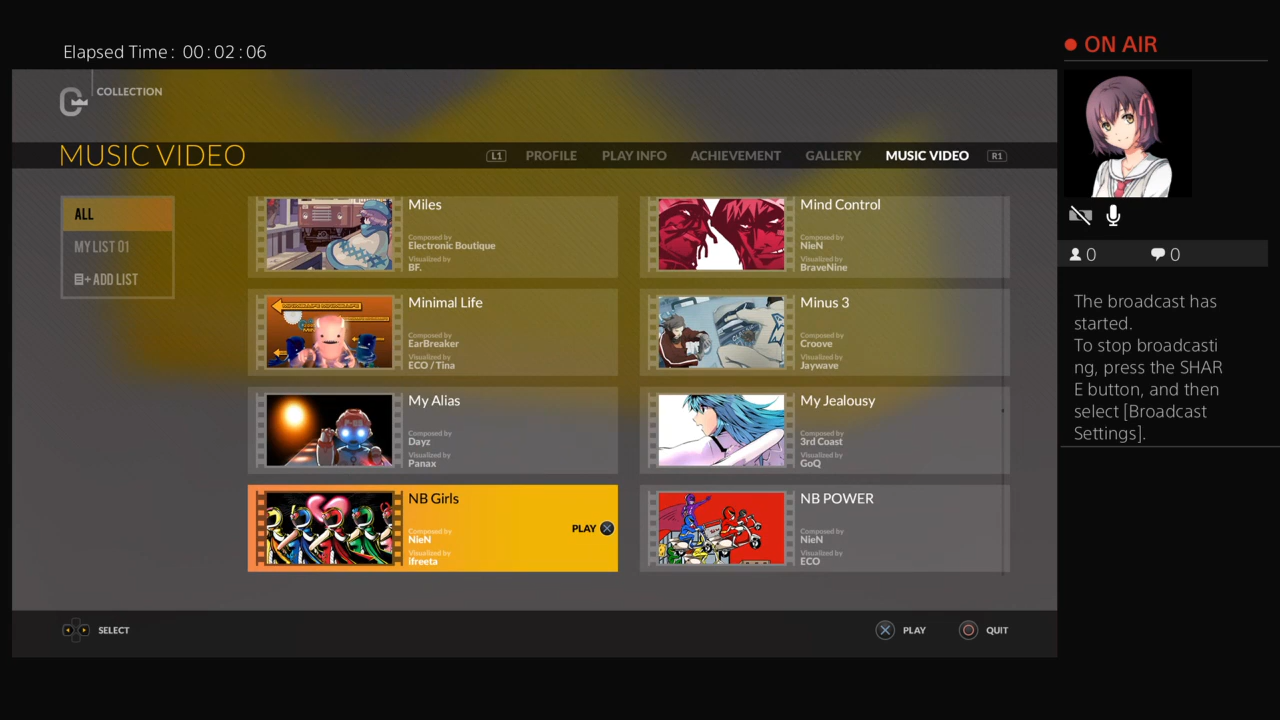 Elapsed Time: 00:02:06
ON AIR
COLLECTION
MUSIC VIDEO
L1 PROFILE PLAY INFO ACHIEVEMENT GALLERY MUSIC VIDEO R1
ALL
MY LIST 01
+ ADD LIST
Miles
Composed by
Electronic Boutique
Visualized by
BF.
Mind Control
Composed by
NieN
Visualized by
BraveNine
Minimal Life
Composed by
EarBreaker
Visualized by
ECO / Tina
Minus 3
Composed by
Croove
Visualized by
Jaywave
My Alias
Composed by
Dayz
Visualized by
Panax
My Jealousy
Composed by
3rd Coast
Visualized by
GoQ
NB Girls
Composed by
NieN
Visualized by
ifreeta
PLAY
NB POWER
Composed by
NieN
Visualized by
ECO
SELECT
PLAY
QUIT
0 0
The broadcast has
started.
To stop broadcasti
ng, press the SHAR
E button, and then
select [Broadcast
Settings].